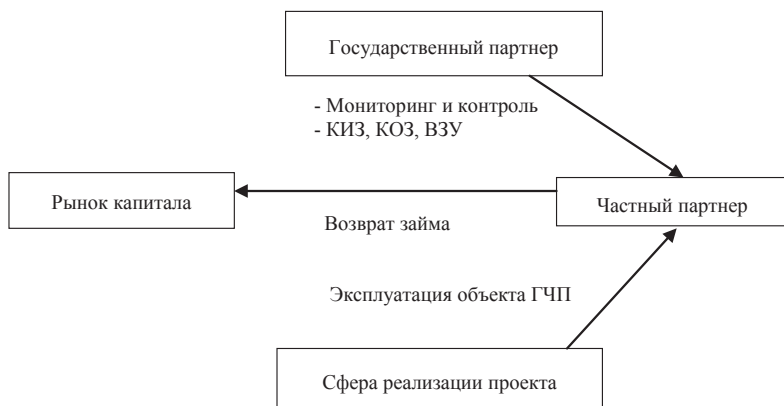 Государственный партнер
- Мониторинг и контроль
- КИЗ, КОЗ, ВЗУ
Рынок капитала
Частный партнер
Возврат займа
Эксплуатация объекта ГЧП
Сфера реализации проекта